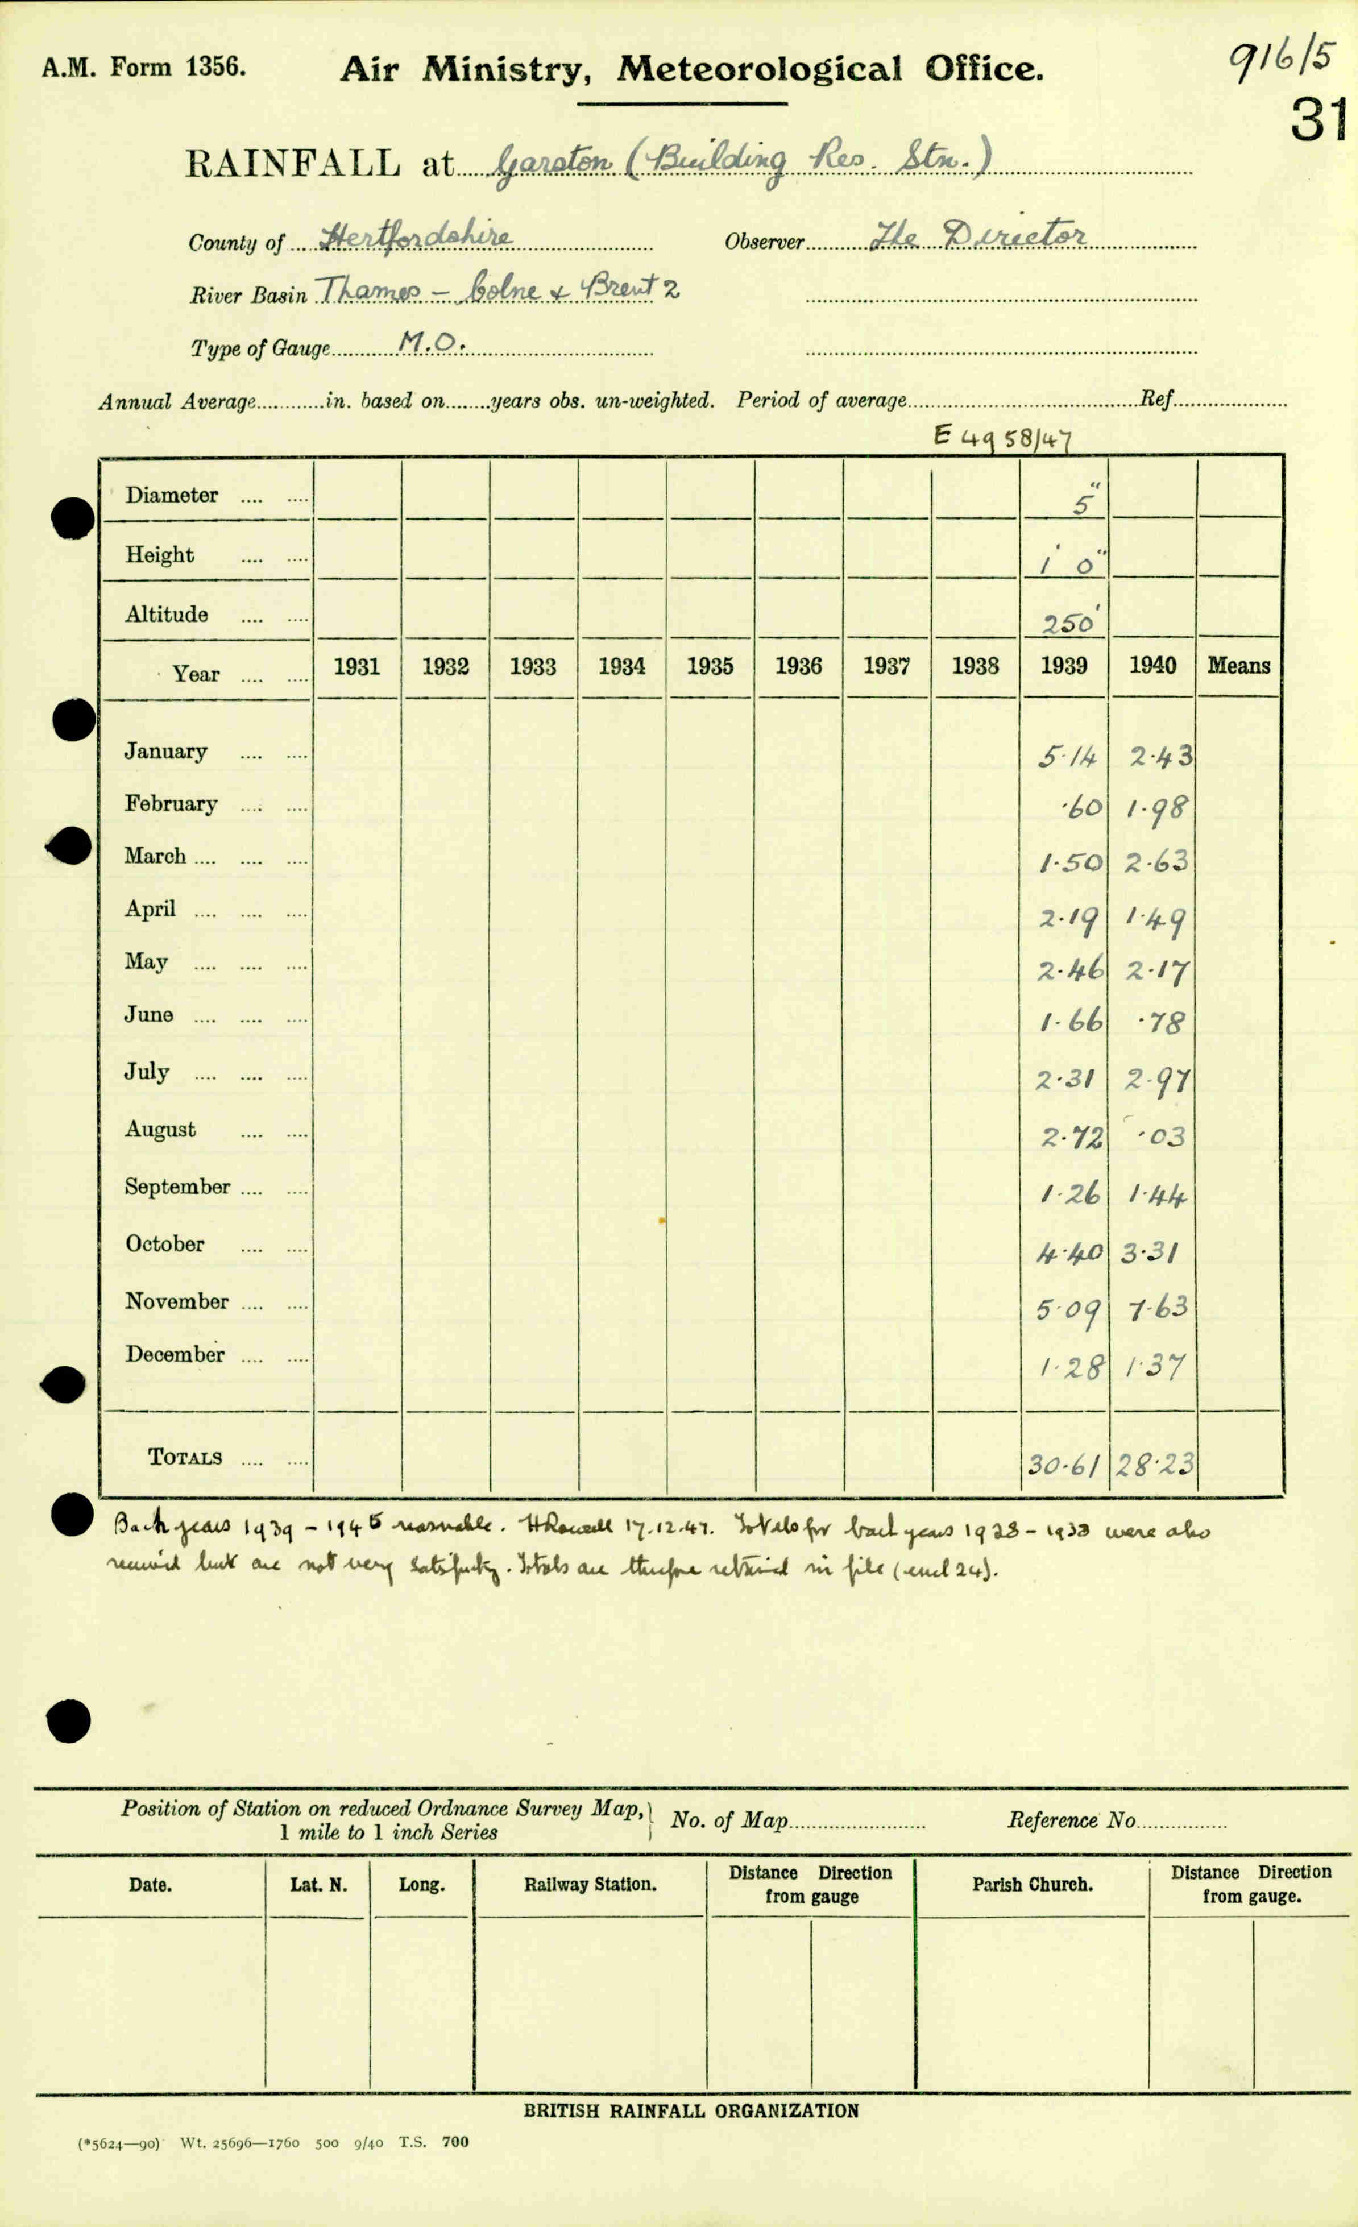 A.M. Form 1356.
Air Ministry, Meteorological Office.
916/5
31
RAINFALL at Garston (Building Res. Stn.)
County of Hertfordshire Observer The Director
River Basin Thames – Colne & Brent 2
Type of Gauge M.O.
Annual Average............in. based on........years obs. un-weighted. Period of average.................Ref.................
E 4958/47
Diameter .... .... 5"
Height .... .... 1' 0"
Altitude .... .... 250'
Year .... .... 1931 1932 1933 1934 1935 1936 1937 1938 1939 1940 Means
January .... .... 5.14 2.43
February .... .... .60 1.98
March .... .... .... 1.50 2.63
April .... .... .... 2.19 1.49
May .... .... .... 2.46 2.17
June .... .... .... 1.66 .78
July .... .... .... 2.31 2.97
August .... .... 2.72 .03
September .... .... 1.26 1.44
October .... .... 4.40 3.31
November .... .... 5.09 7.63
December .... .... 1.28 1.37
TOTALS .... .... 30.61 28.23
Back years 1939 – 1945 reasonable. 17.12.47. Totals for back years 1928 – 1938 were also
received but are not very satisfactory. Totals are therefore retained in file (encl 24).
Position of Station on reduced Ordnance Survey Map, } No. of Map............ Reference No............
1 mile to 1 inch Series
Date. Lat. N. Long. Railway Station. Distance Direction from gauge Parish Church. Distance Direction from gauge.
BRITISH RAINFALL ORGANIZATION
(*5624—90) Wt. 25696—1760 500 9/40 T.S. 700